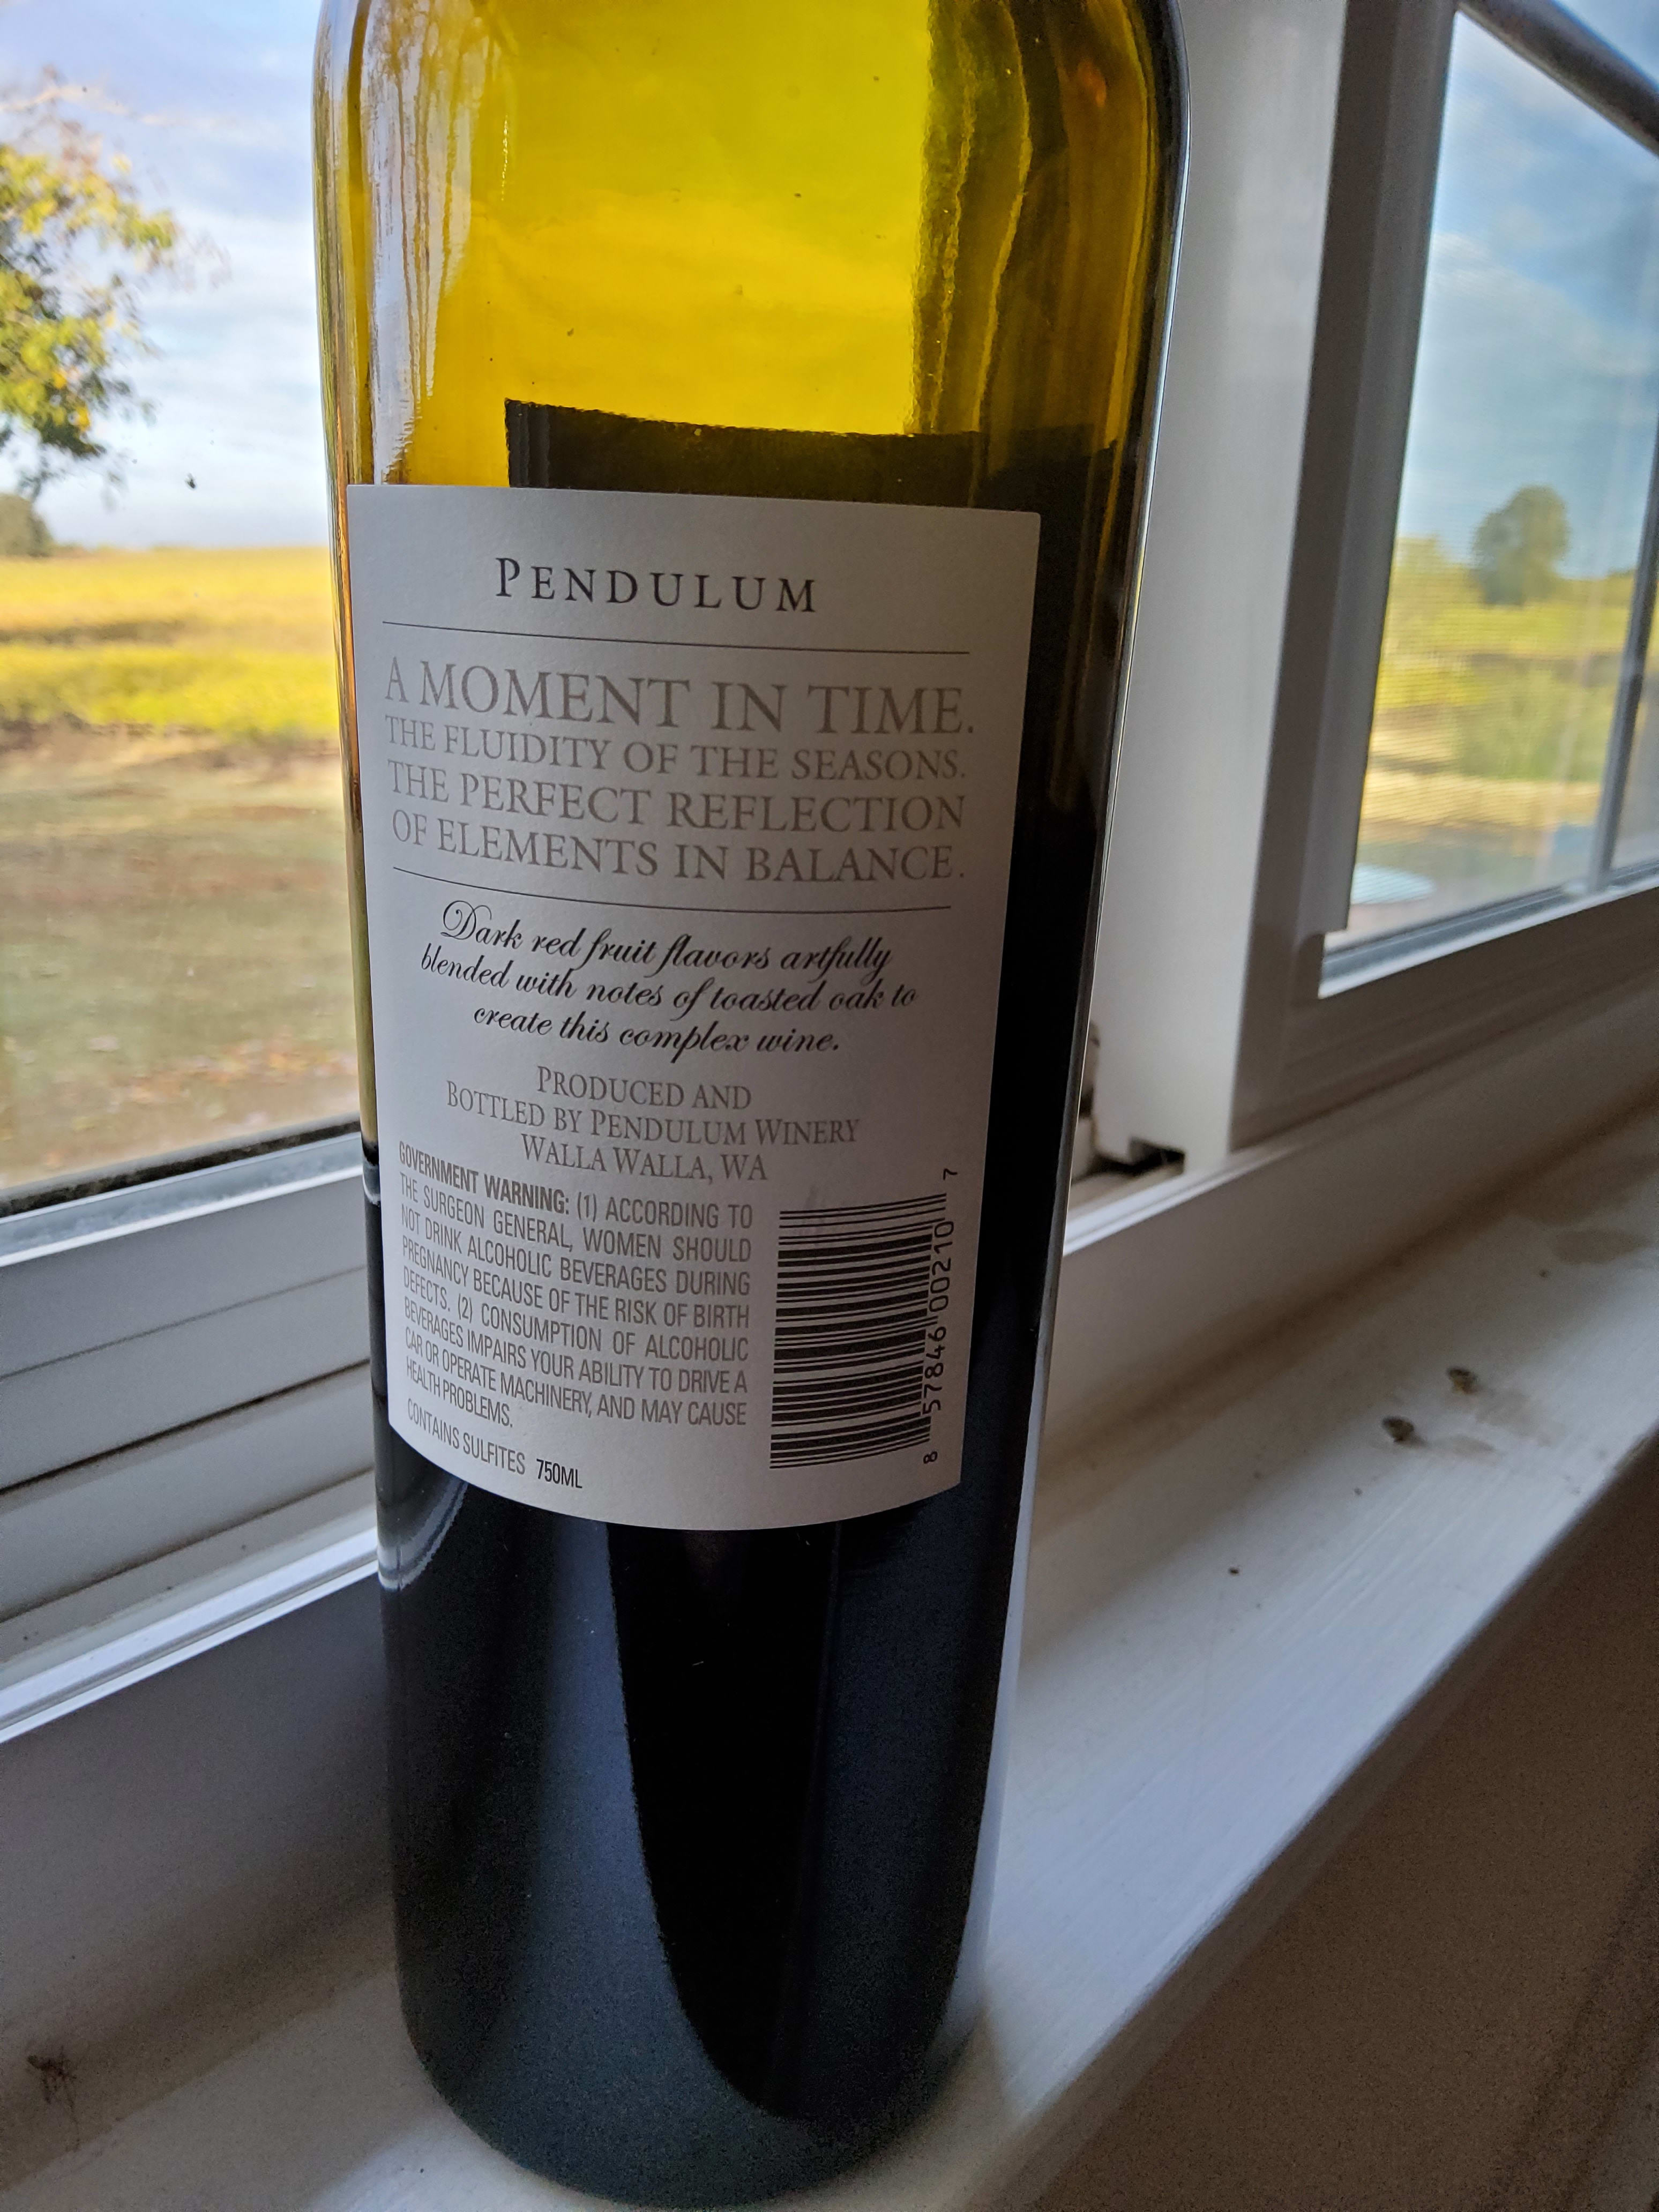 PENDULUM
A MOMENT IN TIME.
THE FLUIDITY OF THE SEASONS.
THE PERFECT REFLECTION
OF ELEMENTS IN BALANCE.
Dark red fruit flavors artfully
blended with notes of toasted oak to
create this complex wine.
PRODUCED AND
BOTTLED BY PENDULUM WINERY
WALLA WALLA, WA
GOVERNMENT WARNING: (1) ACCORDING TO
THE SURGEON GENERAL, WOMEN SHOULD
NOT DRINK ALCOHOLIC BEVERAGES DURING
PREGNANCY BECAUSE OF THE RISK OF BIRTH
DEFECTS. (2) CONSUMPTION OF ALCOHOLIC
BEVERAGES IMPAIRS YOUR ABILITY TO DRIVE A
CAR OR OPERATE MACHINERY, AND MAY CAUSE
HEALTH PROBLEMS.
CONTAINS SULFITES 750ML
8 57846 00210 7